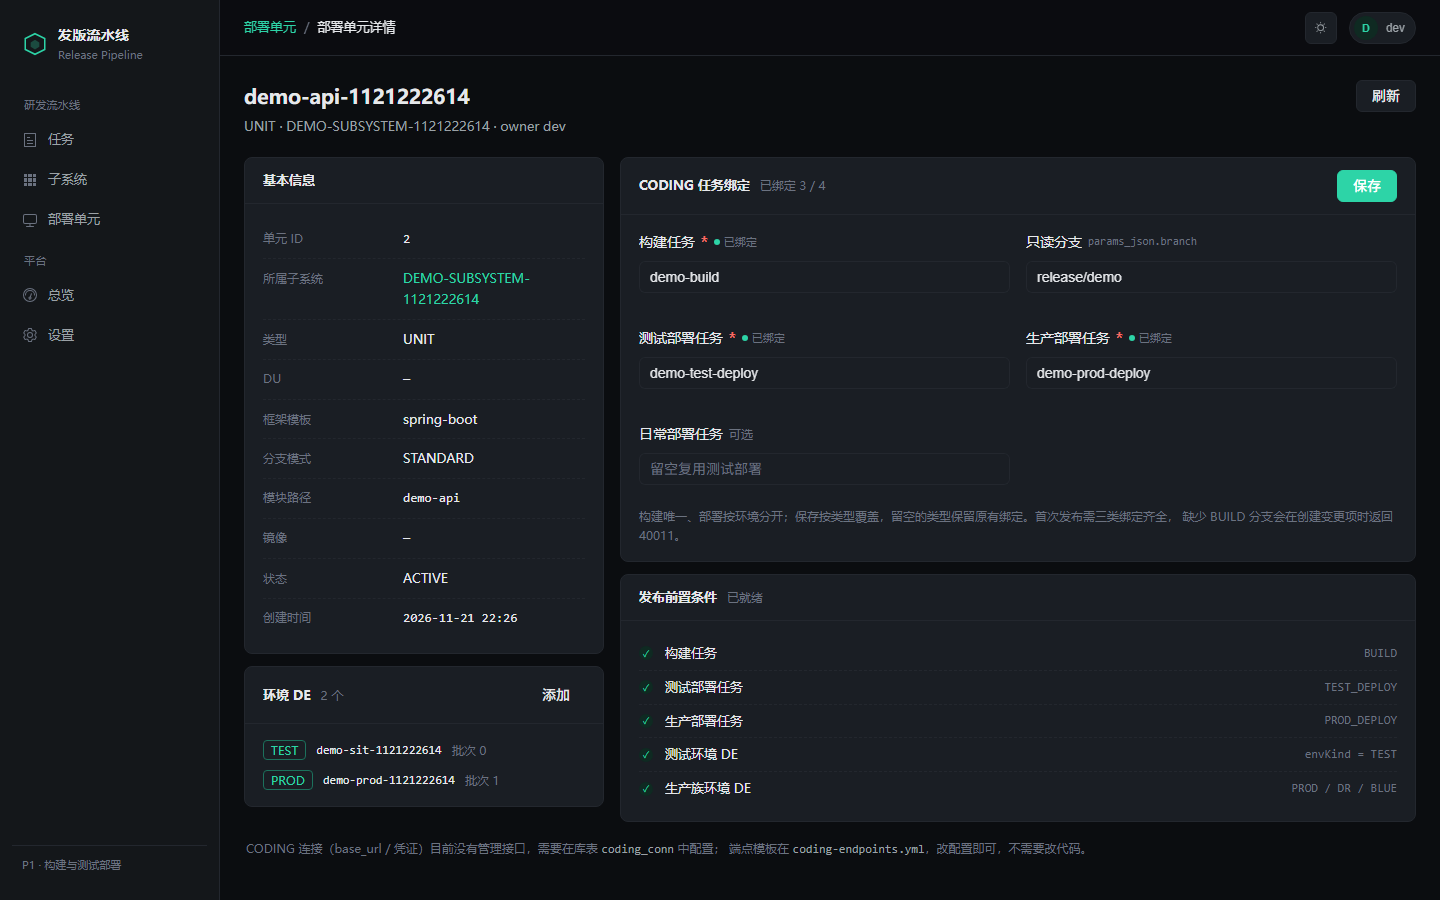 发版流水线
Release Pipeline
研发流水线
任务
子系统
部署单元
平台
总览
设置
P1 · 构建与测试部署
部署单元 / 部署单元详情
D dev
demo-api-1121222614
UNIT · DEMO-SUBSYSTEM-1121222614 · owner dev
刷新
基本信息
单元 ID 2
所属子系统 DEMO-SUBSYSTEM-
1121222614
类型 UNIT
DU —
框架模板 spring-boot
分支模式 STANDARD
模块路径 demo-api
镜像 —
状态 ACTIVE
创建时间 2026-11-21 22:26
环境 DE 2 个 添加
TEST demo-sit-1121222614 批次 0
PROD demo-prod-1121222614 批次 1
CODING 任务绑定 已绑定 3 / 4 保存
构建任务 * 已绑定
demo-build
只读分支 params_json.branch
release/demo
测试部署任务 * 已绑定
demo-test-deploy
生产部署任务 * 已绑定
demo-prod-deploy
日常部署任务 可选
留空复用测试部署
构建唯一、部署按环境分开；保存按类型覆盖，留空的类型保留原有绑定。首次发布需三类绑定齐全， 缺少 BUILD 分支会在创建变更项时返回
40011。
发布前置条件 已就绪
✓ 构建任务 BUILD
✓ 测试部署任务 TEST_DEPLOY
✓ 生产部署任务 PROD_DEPLOY
✓ 测试环境 DE envKind = TEST
✓ 生产族环境 DE PROD / DR / BLUE
CODING 连接（base_url / 凭证）目前没有管理接口，需要在库表 coding_conn 中配置； 端点模板在 coding-endpoints.yml，改配置即可，不需要改代码。